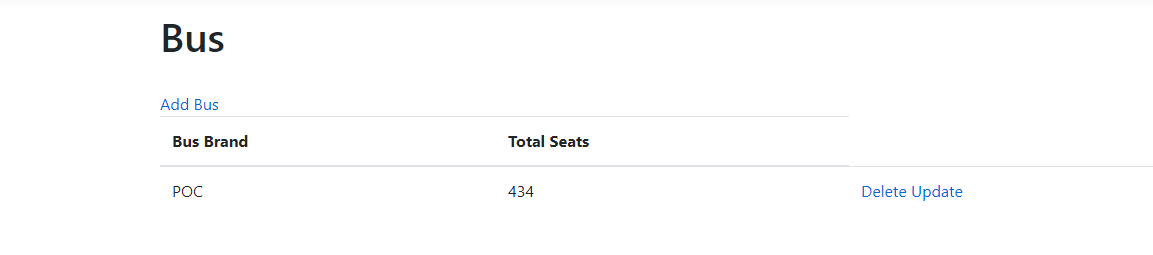 Bus
Add Bus
Bus Brand Total Seats
POC 434 Delete Update